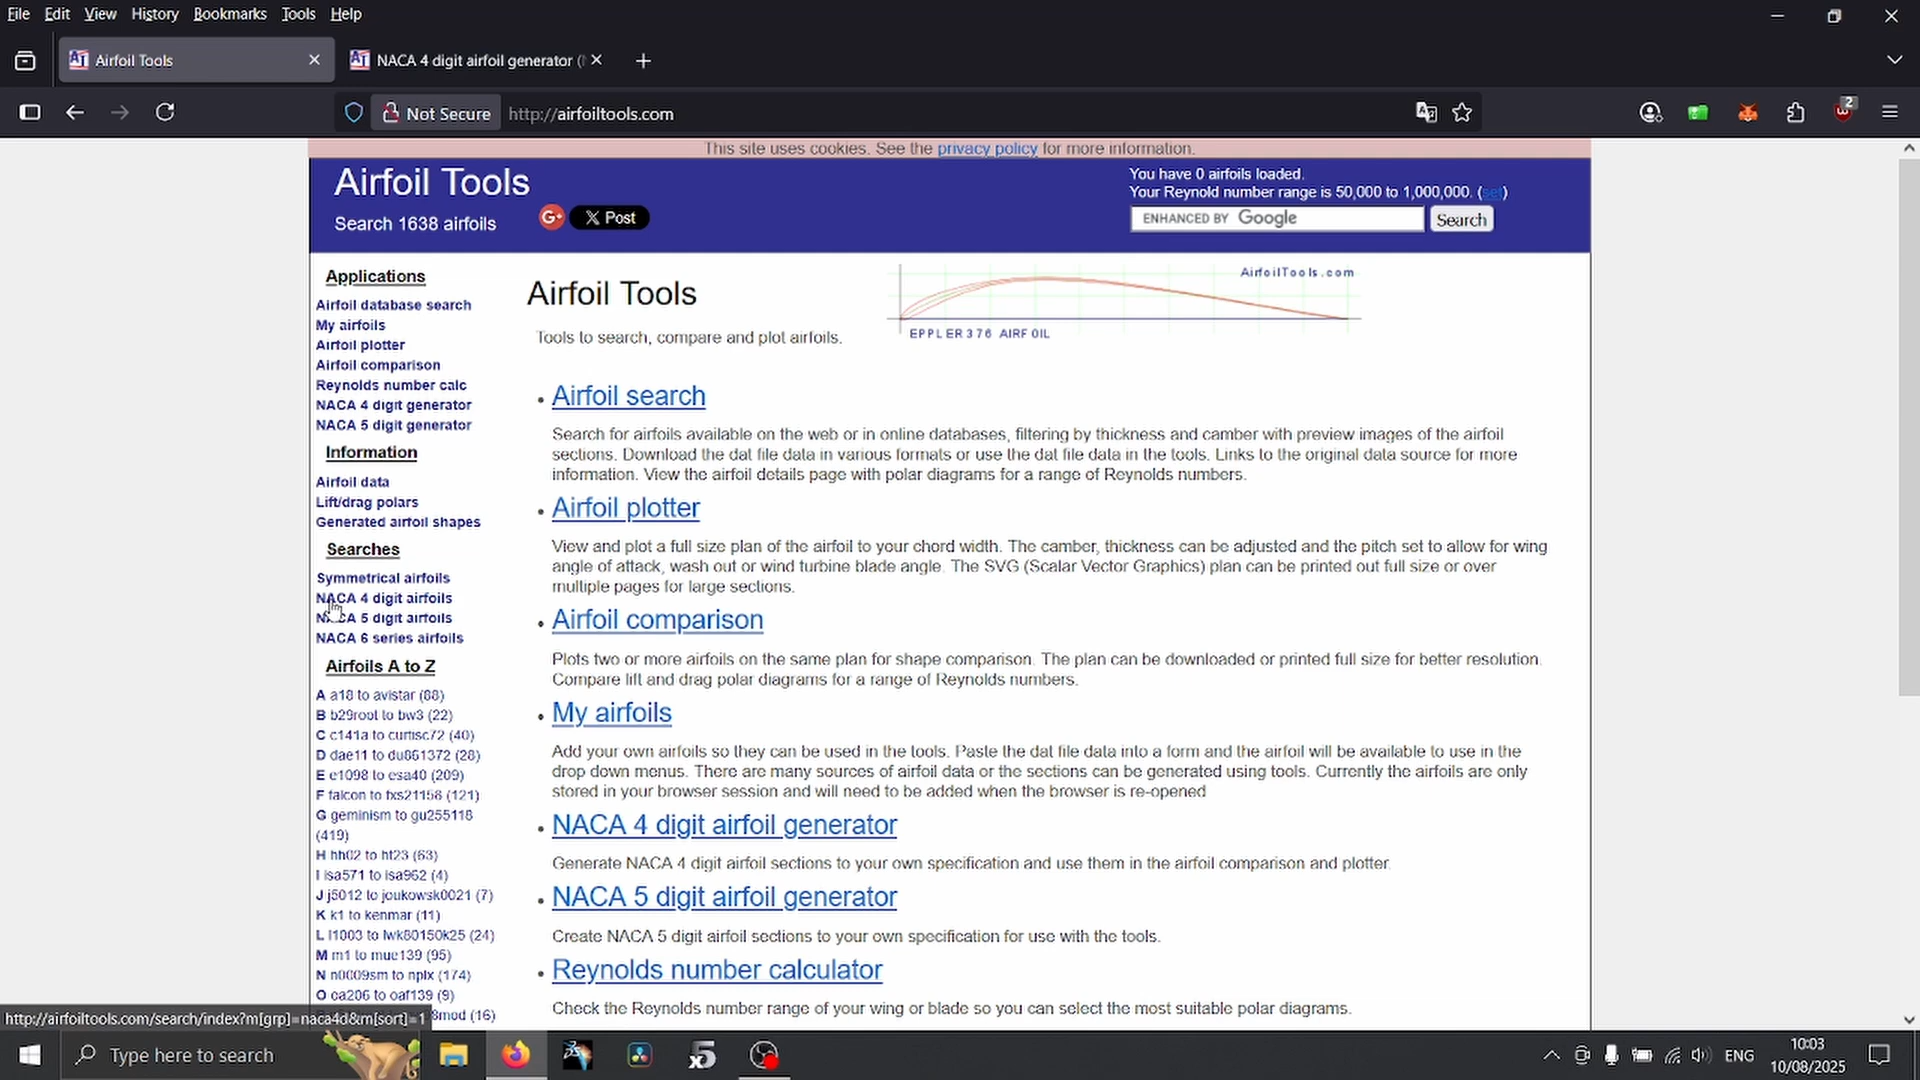 File Edit View History Bookmarks Tools Help
Airfoil Tools
NACA 4 digit airfoil generator (
Not Secure http://airfoiltools.com
2
This site uses cookies. See the privacy policy for more information.
Airfoil Tools
Search 1638 airfoils
G+ X Post
You have 0 airfoils loaded.
Your Reynold number range is 50,000 to 1,000,000. (set)
ENHANCED BY Google Search
Applications
Airfoil database search
My airfoils
Airfoil plotter
Airfoil comparison
Reynolds number calc
NACA 4 digit generator
NACA 5 digit generator
Information
Airfoil data
Lift/drag polars
Generated airfoil shapes
Searches
Symmetrical airfoils
NACA 4 digit airfoils
NACA 5 digit airfoils
NACA 6 series airfoils
Airfoils A to Z
A a18 to avistar (88)
B b29root to bw3 (22)
C c141a to curtisc72 (40)
D dae11 to du861372 (28)
E e1098 to esa40 (209)
F falcon to fxs21158 (121)
G geminism to gu255118
(419)
H hh02 to ht23 (63)
I isa571 to isa962 (4)
J j5012 to joukowsk0021 (7)
K k1 to kenmar (11)
L l1003 to lwk80150k25 (24)
M m1 to mue139 (95)
N n0009sm to nplx (174)
O oa206 to oaf139 (9)
8mod (16)
Airfoil Tools
Tools to search, compare and plot airfoils.
AirfoilTools.com
EPPLER 376 AIRFOIL
Airfoil search
Search for airfoils available on the web or in online databases, filtering by thickness and camber with preview images of the airfoil
sections. Download the dat file data in various formats or use the dat file data in the tools. Links to the original data source for more
information. View the airfoil details page with polar diagrams for a range of Reynolds numbers.
Airfoil plotter
View and plot a full size plan of the airfoil to your chord width. The camber, thickness can be adjusted and the pitch set to allow for wing
angle of attack, wash out or wind turbine blade angle. The SVG (Scalar Vector Graphics) plan can be printed out full size or over
multiple pages for large sections.
Airfoil comparison
Plots two or more airfoils on the same plan for shape comparison. The plan can be downloaded or printed full size for better resolution.
Compare lift and drag polar diagrams for a range of Reynolds numbers.
My airfoils
Add your own airfoils so they can be used in the tools. Paste the dat file data into a form and the airfoil will be available to use in the
drop down menus. There are many sources of airfoil data or the sections can be generated using tools. Currently the airfoils are only
stored in your browser session and will need to be added when the browser is re-opened
NACA 4 digit airfoil generator
Generate NACA 4 digit airfoil sections to your own specification and use them in the airfoil comparison and plotter.
NACA 5 digit airfoil generator
Create NACA 5 digit airfoil sections to your own specification for use with the tools.
Reynolds number calculator
Check the Reynolds number range of your wing or blade so you can select the most suitable polar diagrams.
http://airfoiltools.com/search/index?m[grp]=naca4d&m[sort]=1
Type here to search
x5
ENG
10:03
10/08/2025